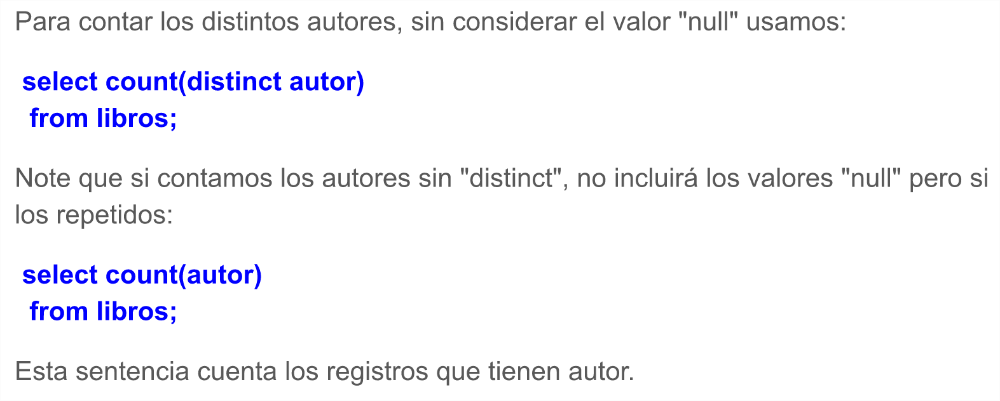 Para contar los distintos autores, sin considerar el valor "null" usamos:
select count(distinct autor)
from libros;
Note que si contamos los autores sin "distinct", no incluirá los valores "null" pero si
los repetidos:
select count(autor)
from libros;
Esta sentencia cuenta los registros que tienen autor.